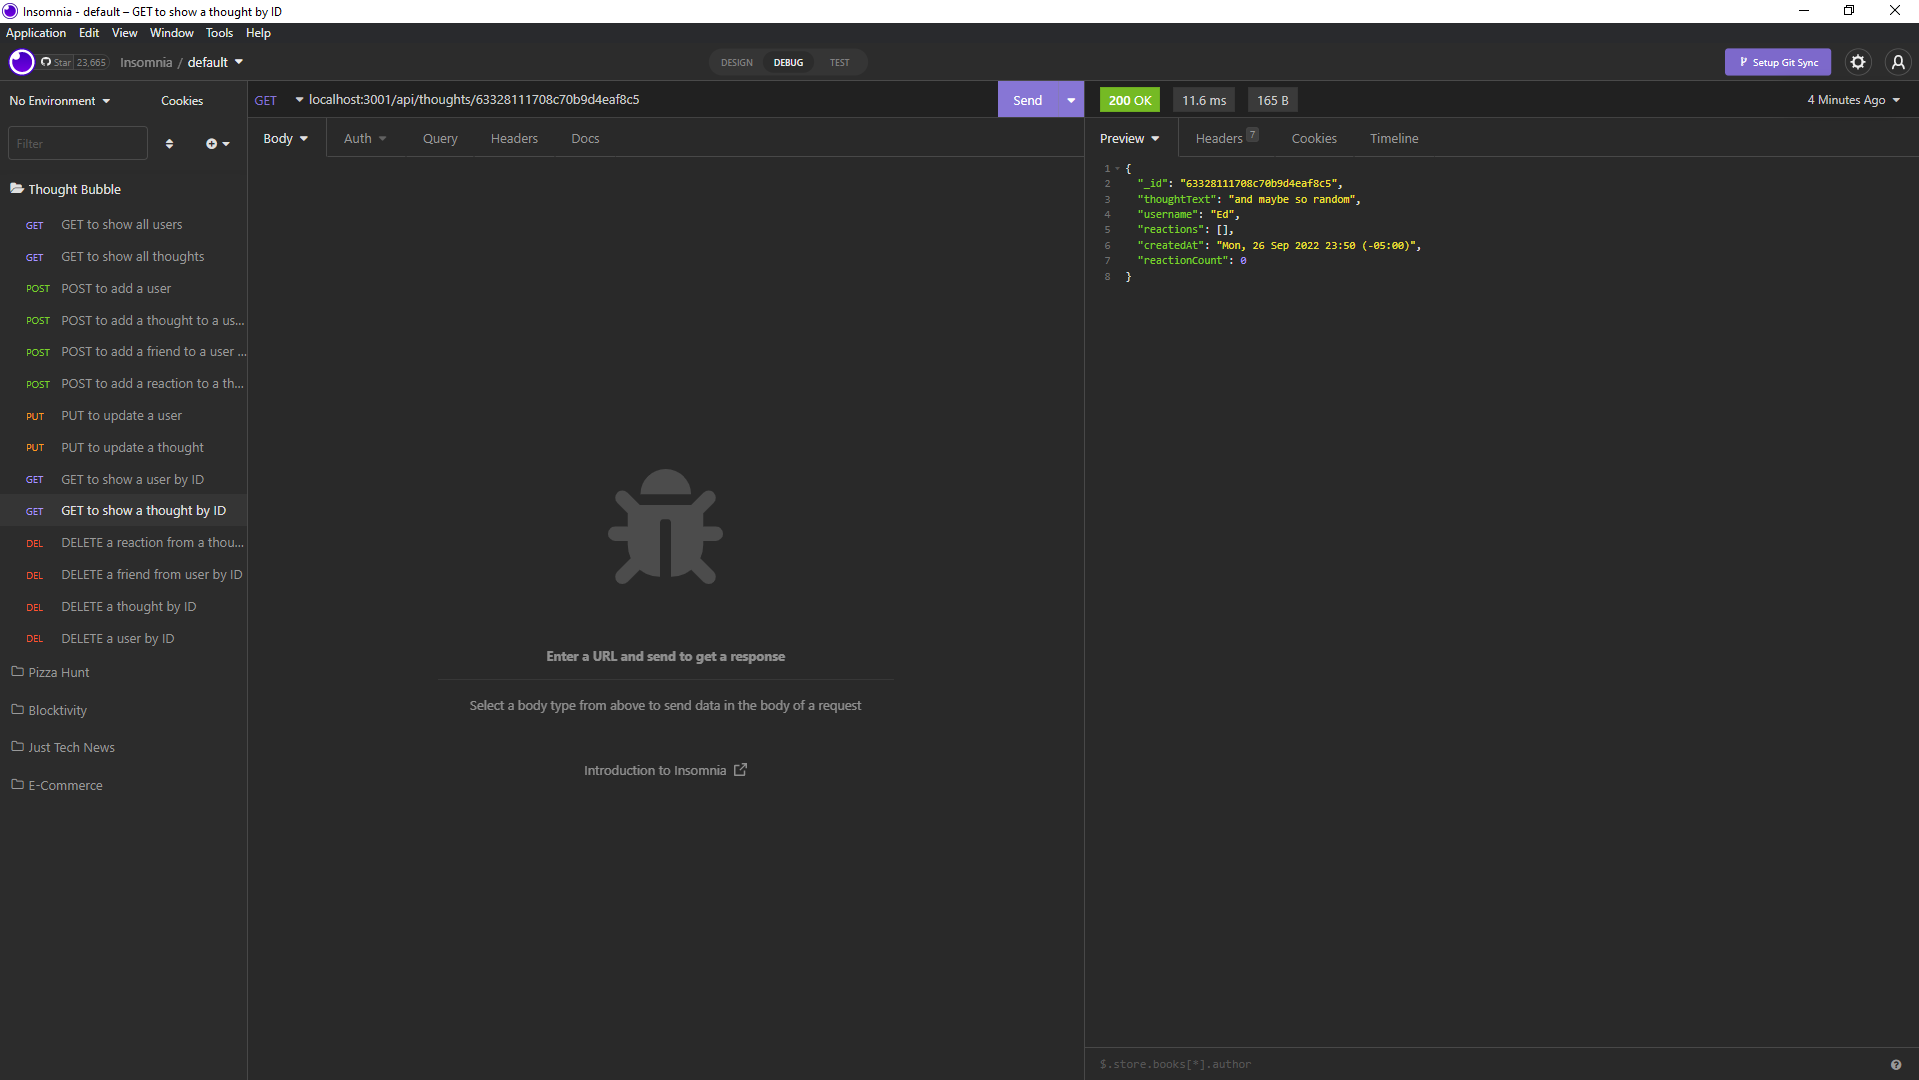 Insomnia - default – GET to show a thought by ID
Application Edit View Window Tools Help
Star 23,665 Insomnia / default DESIGN DEBUG TEST Setup Git Sync
No Environment Cookies
Filter
Thought Bubble
GET GET to show all users
GET GET to show all thoughts
POST POST to add a user
POST POST to add a thought to a us...
POST POST to add a friend to a user ...
POST POST to add a reaction to a th...
PUT PUT to update a user
PUT PUT to update a thought
GET GET to show a user by ID
GET GET to show a thought by ID
DEL DELETE a reaction from a thou...
DEL DELETE a friend from user by ID
DEL DELETE a thought by ID
DEL DELETE a user by ID
Pizza Hunt
Blocktivity
Just Tech News
E-Commerce
GET localhost:3001/api/thoughts/63328111708c70b9d4eaf8c5 Send
Body Auth Query Headers Docs
Enter a URL and send to get a response
Select a body type from above to send data in the body of a request
Introduction to Insomnia
200 OK 11.6 ms 165 B 4 Minutes Ago
Preview Headers 7 Cookies Timeline
1 {
2 "_id": "63328111708c70b9d4eaf8c5",
3 "thoughtText": "and maybe so random",
4 "username": "Ed",
5 "reactions": [],
6 "createdAt": "Mon, 26 Sep 2022 23:50 (-05:00)",
7 "reactionCount": 0
8 }
$.store.books[*].author